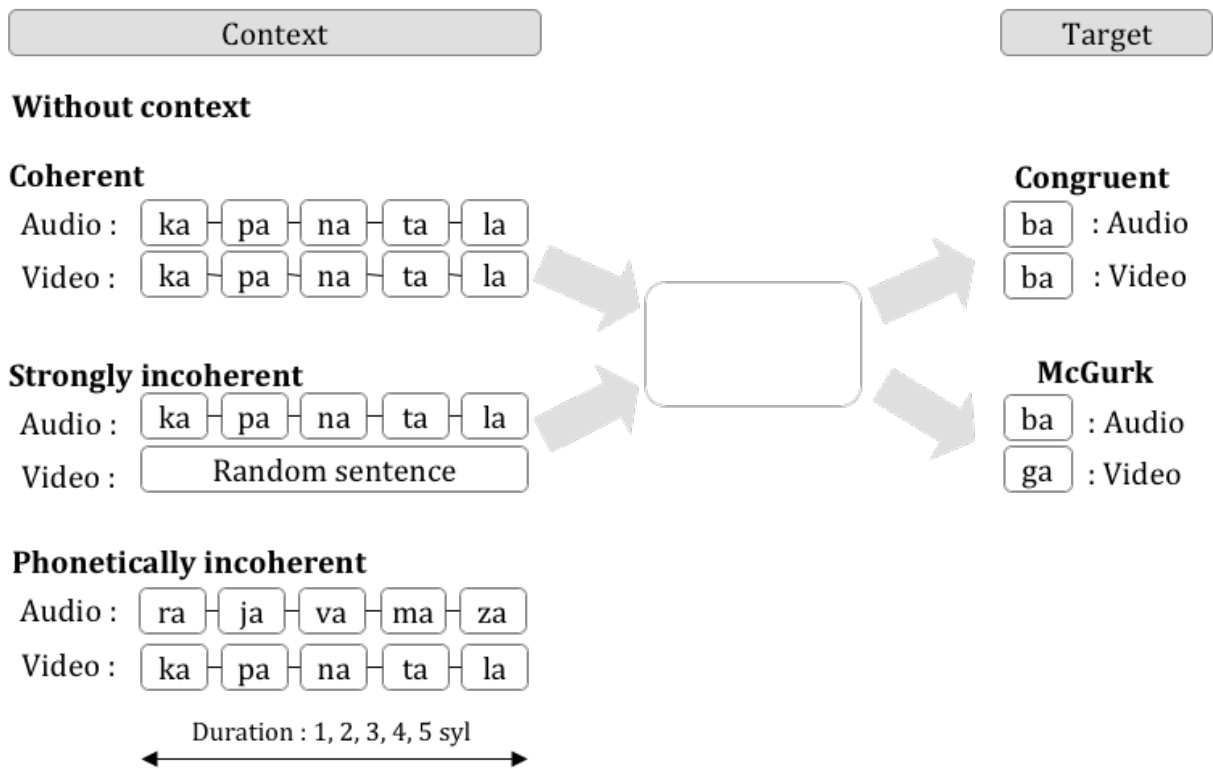 Context
Target
Without context
Coherent
Audio : ka pa na ta la
Video : ka pa na ta la
Congruent
ba : Audio
ba : Video
Strongly incoherent
Audio : ka pa na ta la
Video : Random sentence
McGurk
ba : Audio
ga : Video
Phonetically incoherent
Audio : ra ja va ma za
Video : ka pa na ta la
Duration : 1, 2, 3, 4, 5 syl